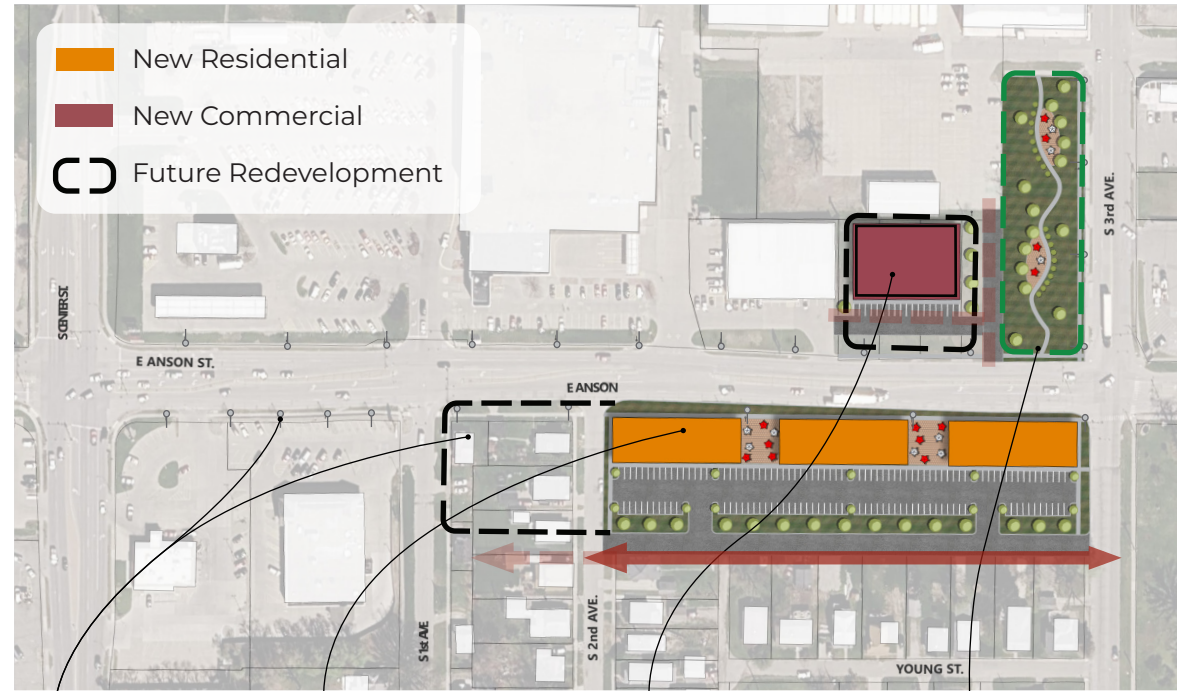 New Residential
New Commercial
Future Redevelopment
S 3rd AVE.
S CENTER ST.
E ANSON ST.
E ANSON
S 1st AVE
S 2nd AVE.
YOUNG ST.